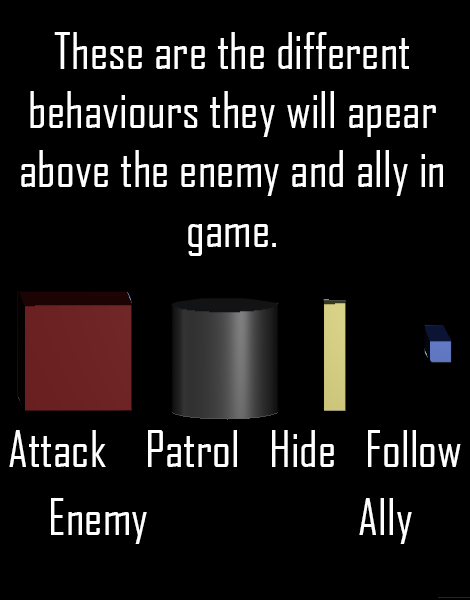 These are the different
behaviours they will apear
above the enemy and ally in
game.
Attack Patrol Hide Follow
Enemy Ally